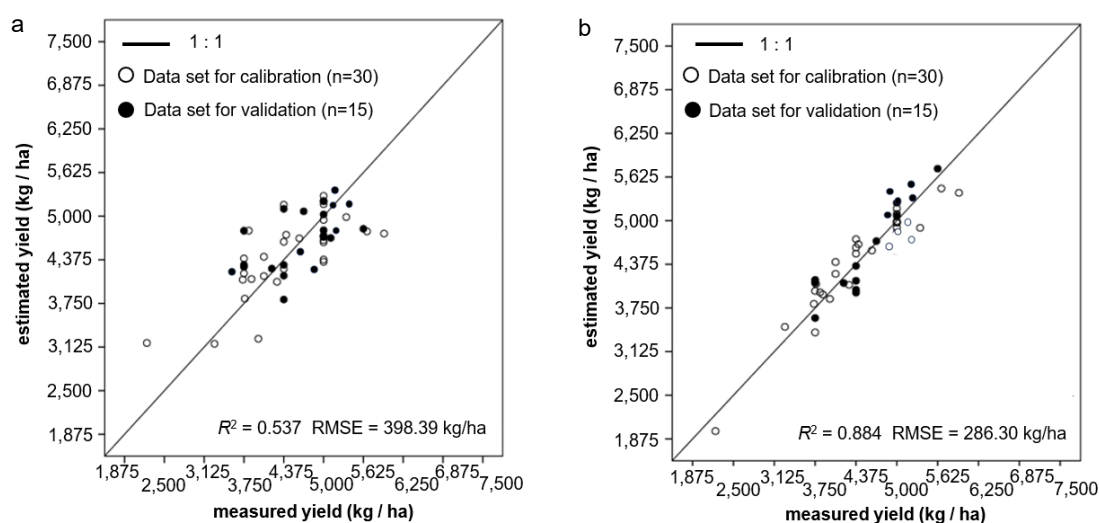 a
7,500
6,875
6,250
5,625
5,000
4,375
3,750
3,125
2,500
1,875
estimated yield (kg / ha)
1 : 1
Data set for calibration (n=30)
Data set for validation (n=15)
R² = 0.537 RMSE = 398.39 kg/ha
1,875 3,125 4,375 5,625 6,875
2,500 3,750 5,000 6,250 7,500
measured yield (kg / ha)
b
7,500
6,875
6,250
5,625
5,000
4,375
3,750
3,125
2,500
1,875
estimated yield (kg / ha)
1 : 1
Data set for calibration (n=30)
Data set for validation (n=15)
R² = 0.884 RMSE = 286.30 kg/ha
1,875 3,125 4,375 5,625 6,875
2,500 3,750 5,000 6,250 7,500
measured yield (kg / ha)